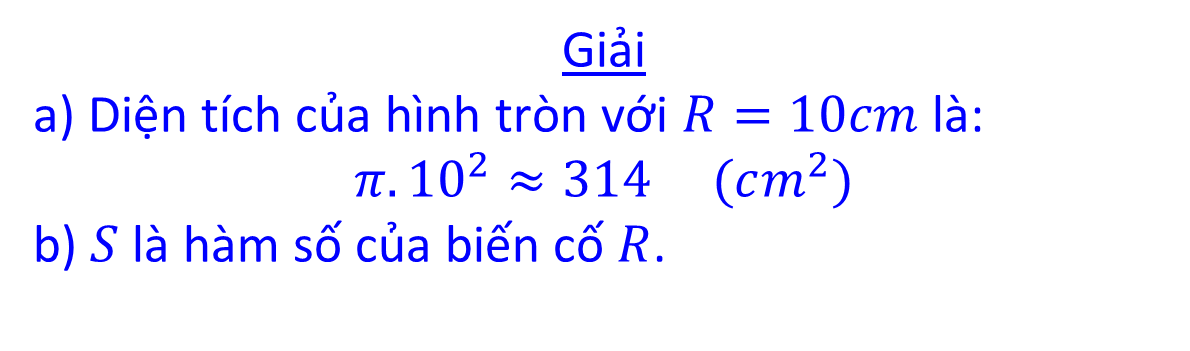 Giải
a) Diện tích của hình tròn với R = 10cm là:
π. 10² ≈ 314 (cm²)
b) S là hàm số của biến cố R.